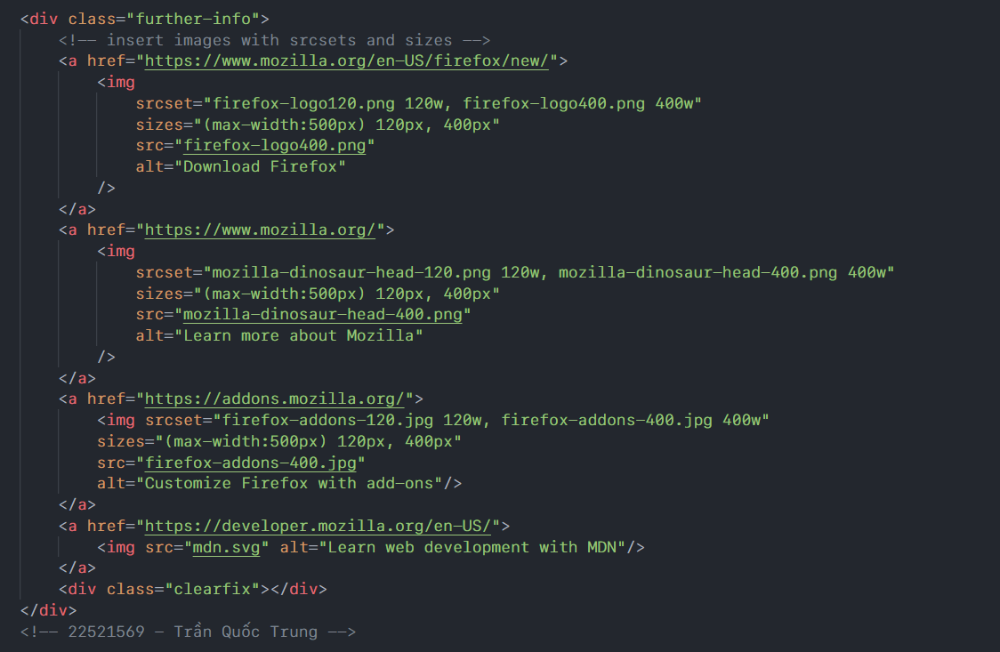 <div class="further-info">
<!-- insert images with srcsets and sizes -->
<a href="https://www.mozilla.org/en-US/firefox/new/">
<img
srcset="firefox-logo120.png 120w, firefox-logo400.png 400w"
sizes="(max-width:500px) 120px, 400px"
src="firefox-logo400.png"
alt="Download Firefox"
/>
</a>
<a href="https://www.mozilla.org/">
<img
srcset="mozilla-dinosaur-head-120.png 120w, mozilla-dinosaur-head-400.png 400w"
sizes="(max-width:500px) 120px, 400px"
src="mozilla-dinosaur-head-400.png"
alt="Learn more about Mozilla"
/>
</a>
<a href="https://addons.mozilla.org/">
<img srcset="firefox-addons-120.jpg 120w, firefox-addons-400.jpg 400w"
sizes="(max-width:500px) 120px, 400px"
src="firefox-addons-400.jpg"
alt="Customize Firefox with add-ons"/>
</a>
<a href="https://developer.mozilla.org/en-US/">
<img src="mdn.svg" alt="Learn web development with MDN"/>
</a>
<div class="clearfix"></div>
</div>
<!-- 22521569 - Trần Quốc Trung -->